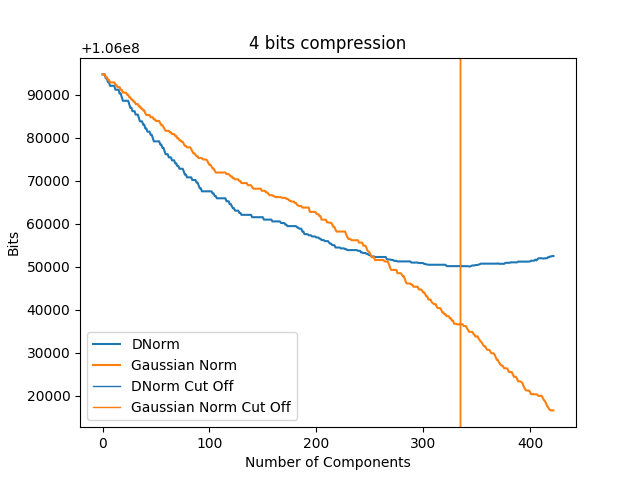 4 bits compression
+1.06e8
90000
80000
70000
60000
50000
40000
30000
20000
Bits
DNorm
Gaussian Norm
DNorm Cut Off
Gaussian Norm Cut Off
0 100 200 300 400
Number of Components